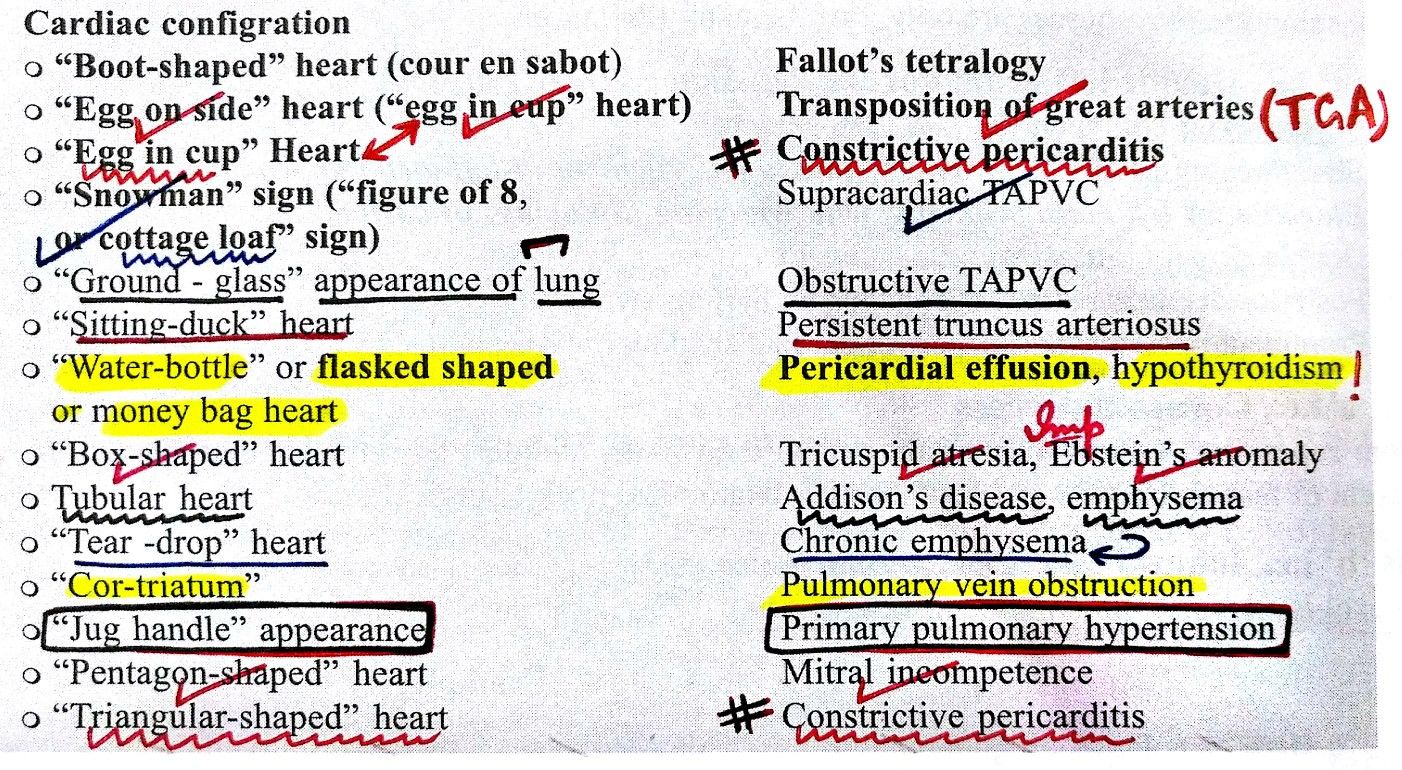 Cardiac configration
o “Boot-shaped” heart (cour en sabot) Fallot’s tetralogy
o “Egg on side” heart (“egg in cup” heart) Transposition of great arteries (TGA)
o “Egg in cup” Heart # Constrictive pericarditis
o “Snowman” sign (“figure of 8, Supracardiac TAPVC
or cottage loaf” sign)
o “Ground - glass” appearance of lung Obstructive TAPVC
o “Sitting-duck” heart Persistent truncus arteriosus
o “Water-bottle” or flasked shaped Pericardial effusion, hypothyroidism !
or money bag heart
Imp
o “Box-shaped” heart Tricuspid atresia, Ebstein’s anomaly
o Tubular heart Addison’s disease, emphysema
o “Tear -drop” heart Chronic emphysema
o “Cor-triatum” Pulmonary vein obstruction
o “Jug handle” appearance Primary pulmonary hypertension
o “Pentagon-shaped” heart Mitral incompetence
o “Triangular-shaped” heart # Constrictive pericarditis